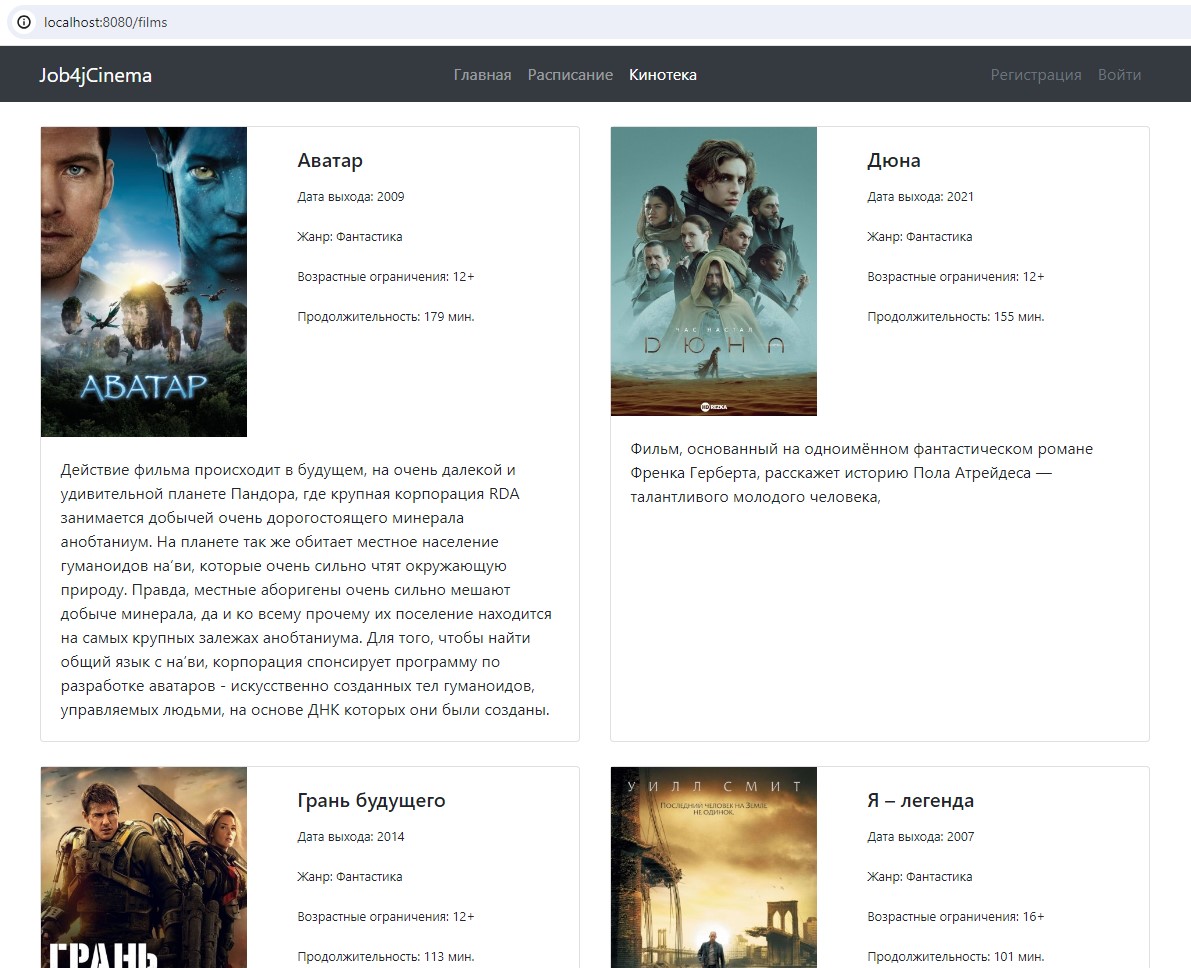 localhost:8080/films
Job4jCinema
Главная Расписание Кинотека
Регистрация Войти
АВАТАР
Аватар
Дата выхода: 2009
Жанр: Фантастика
Возрастные ограничения: 12+
Продолжительность: 179 мин.
Действие фильма происходит в будущем, на очень далекой и
удивительной планете Пандора, где крупная корпорация RDA
занимается добычей очень дорогостоящего минерала
анобтаниум. На планете так же обитает местное население
гуманоидов на'ви, которые очень сильно чтят окружающую
природу. Правда, местные аборигены очень сильно мешают
добыче минерала, да и ко всему прочему их поселение находится
на самых крупных залежах анобтаниума. Для того, чтобы найти
общий язык с на'ви, корпорация спонсирует программу по
разработке аватаров - искусственно созданных тел гуманоидов,
управляемых людьми, на основе ДНК которых они были созданы.
ЧАС НАСТАЛ
ДЮНА
HD REZKA
Дюна
Дата выхода: 2021
Жанр: Фантастика
Возрастные ограничения: 12+
Продолжительность: 155 мин.
Фильм, основанный на одноимённом фантастическом романе
Френка Герберта, расскажет историю Пола Атрейдеса —
талантливого молодого человека,
ГРАНЬ
Грань будущего
Дата выхода: 2014
Жанр: Фантастика
Возрастные ограничения: 12+
Продолжительность: 113 мин.
УИЛЛ СМИТ
ПОСЛЕДНИЙ ЧЕЛОВЕК НА ЗЕМЛЕ
НЕ ОДИНОК.
Я – легенда
Дата выхода: 2007
Жанр: Фантастика
Возрастные ограничения: 16+
Продолжительность: 101 мин.